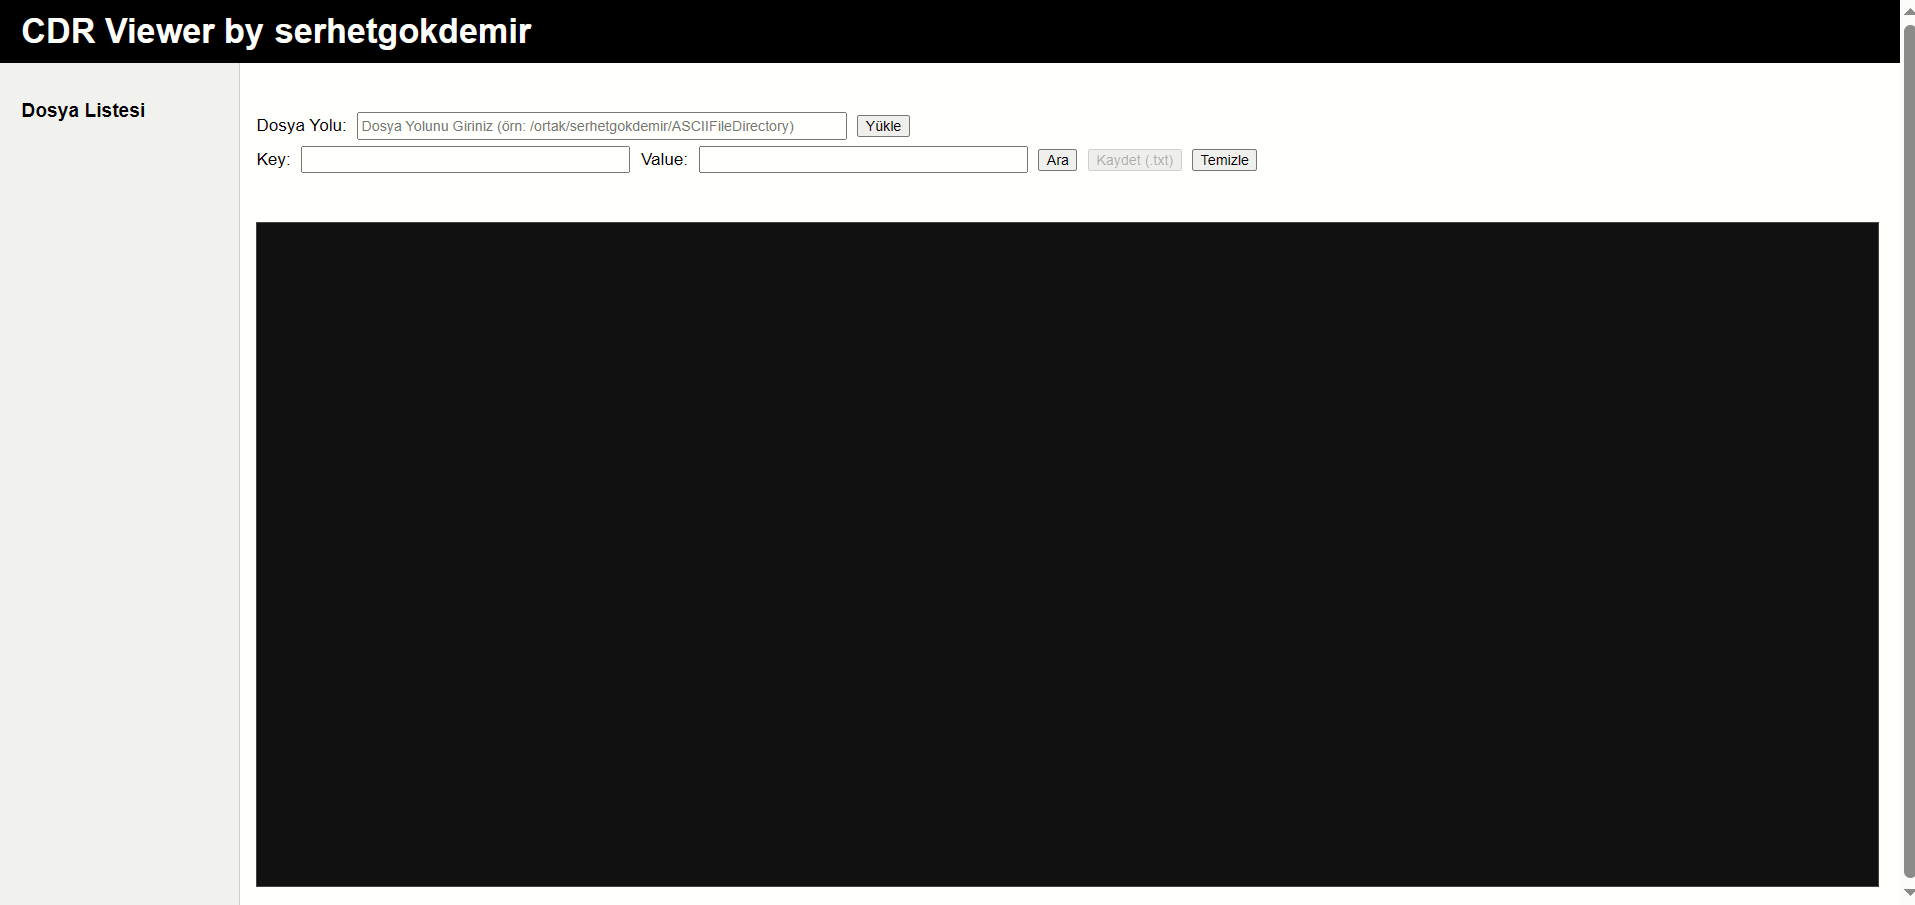 CDR Viewer by serhetgokdemir
Dosya Listesi
Dosya Yolu: Dosya Yolunu Giriniz (örn: /ortak/serhetgokdemir/ASCIIFileDirectory) Yükle
Key: Value: Ara Kaydet (.txt) Temizle